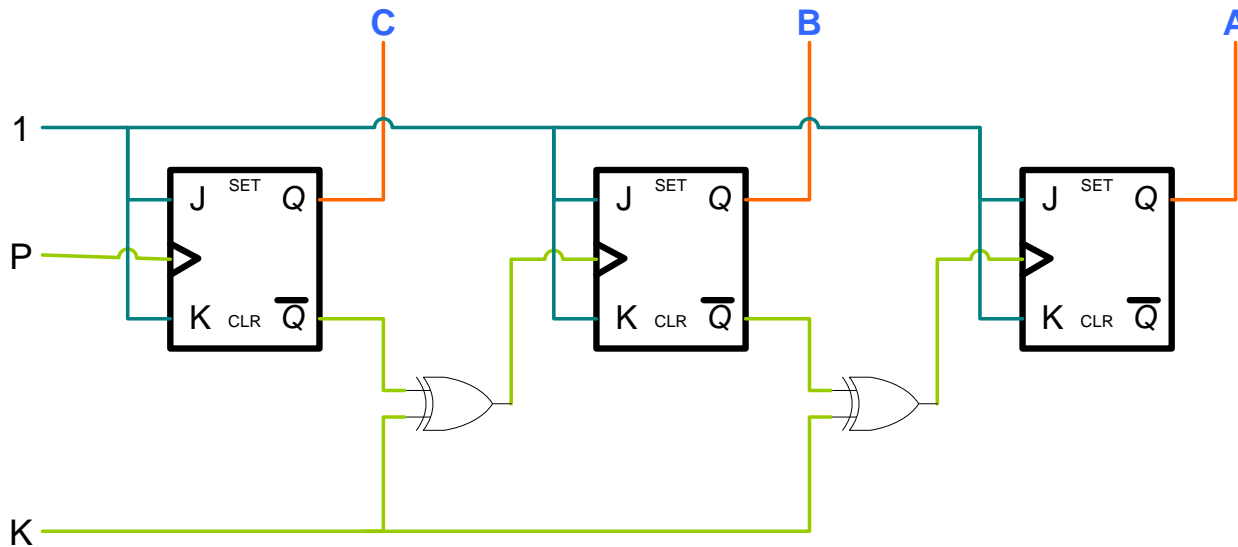 C B A
1
SET SET SET
J Q J Q J Q
P
K CLR Q K CLR Q K CLR Q
K